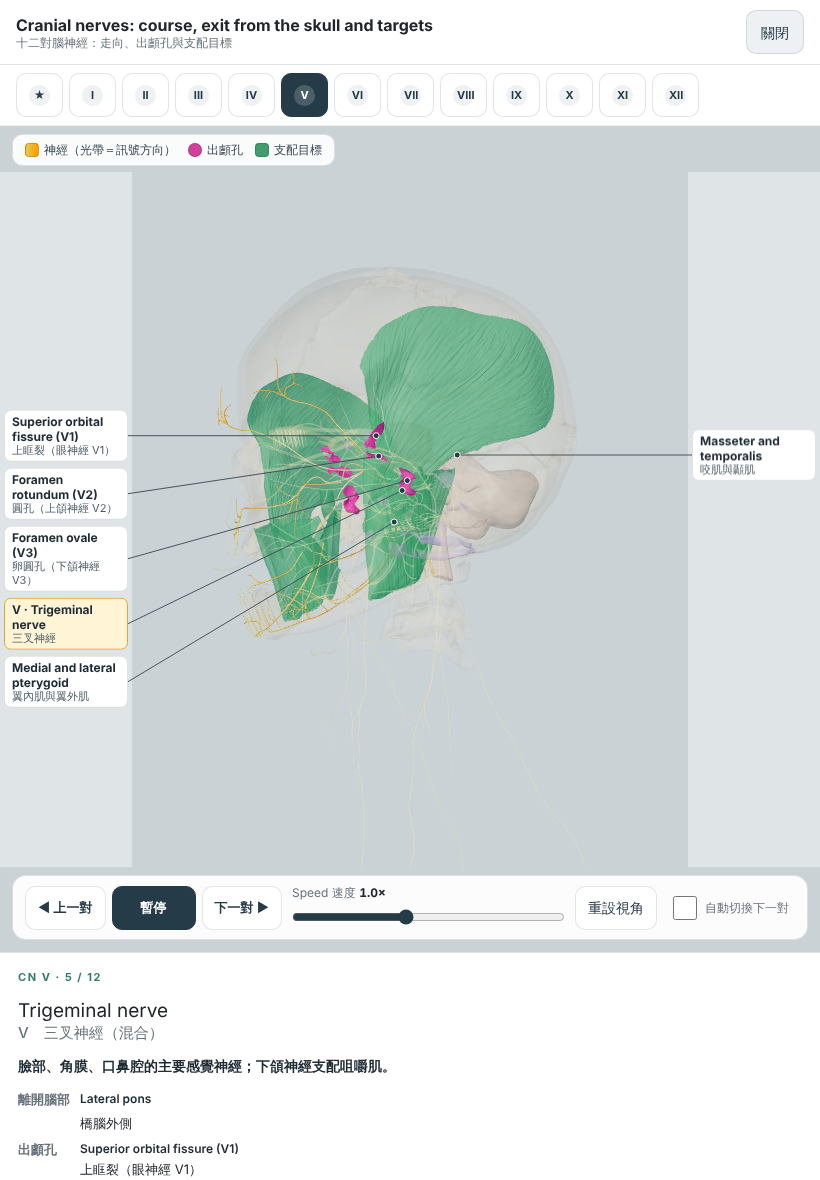 Cranial nerves: course, exit from the skull and targets
十二對腦神經：走向、出顱孔與支配目標
關閉
★
I
II
III
IV
V
VI
VII
VIII
IX
X
XI
XII
神經（光帶＝訊號方向）
出顱孔
支配目標
Superior orbital
fissure (V1)
上眶裂（眼神經 V1）
Foramen
rotundum (V2)
圓孔（上頜神經 V2）
Foramen ovale
(V3)
卵圓孔（下頜神經
V3）
V · Trigeminal
nerve
三叉神經
Medial and lateral
pterygoid
翼內肌與翼外肌
Masseter and
temporalis
咬肌與顳肌
◀ 上一對
暫停
下一對 ▶
Speed 速度 1.0×
重設視角
自動切換下一對
CN V · 5 / 12
Trigeminal nerve
V 三叉神經（混合）
臉部、角膜、口鼻腔的主要感覺神經；下頜神經支配咀嚼肌。
離開腦部 Lateral pons
橋腦外側
出顱孔 Superior orbital fissure (V1)
上眶裂（眼神經 V1）